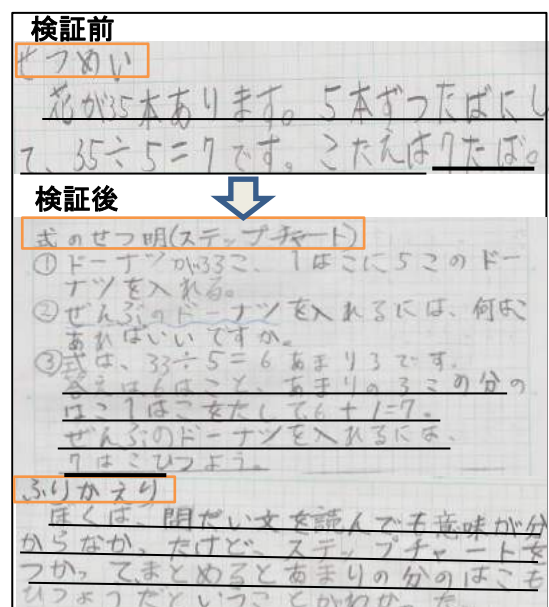 検証前
せつめい
花が35本あります。5本ずつたばにし
て、35÷5=7です。こたえは7たば。
検証後
式のせつ明(ステップチャート)
①ドーナツが33こ、1はこに5このドー
ナツを入れる。
②ぜんぶのドーナツを入れるには、何はこ
あればいいですか。
③式は、33÷5=6あまり3です。
答えは6はこと、あまりの3この分の
はこ1はこをたして6+1=7。
ぜんぶのドーナツを入れるには、
7はこひつよう。
ふりかえり
ぼくは、問だい文を読んでも意味が分
からなかったけど、ステップチャートを
つかって、まとめるとあまりの分のはこも
ひつようだということがわかった